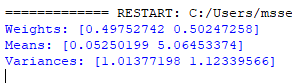 ============= RESTART: C:/Users/msse
Weights: [0.49752742 0.50247258]
Means: [0.05250199 5.06453374]
Variances: [1.01377198 1.12339566]